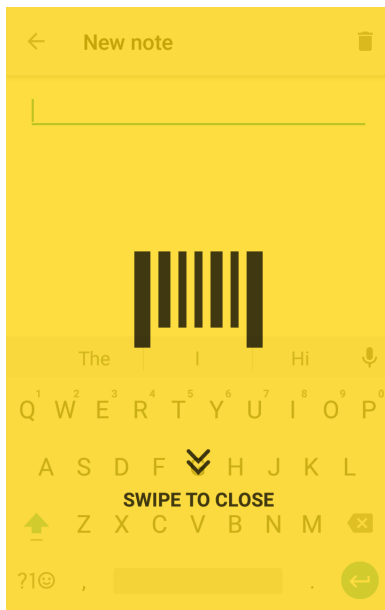 New note
The I Hi
1 2 3 4 5 6 7 8 9 0
Q W E R T Y U I O P
A S D F G H J K L
SWIPE TO CLOSE
Z X C V B N M
?1☺ , .